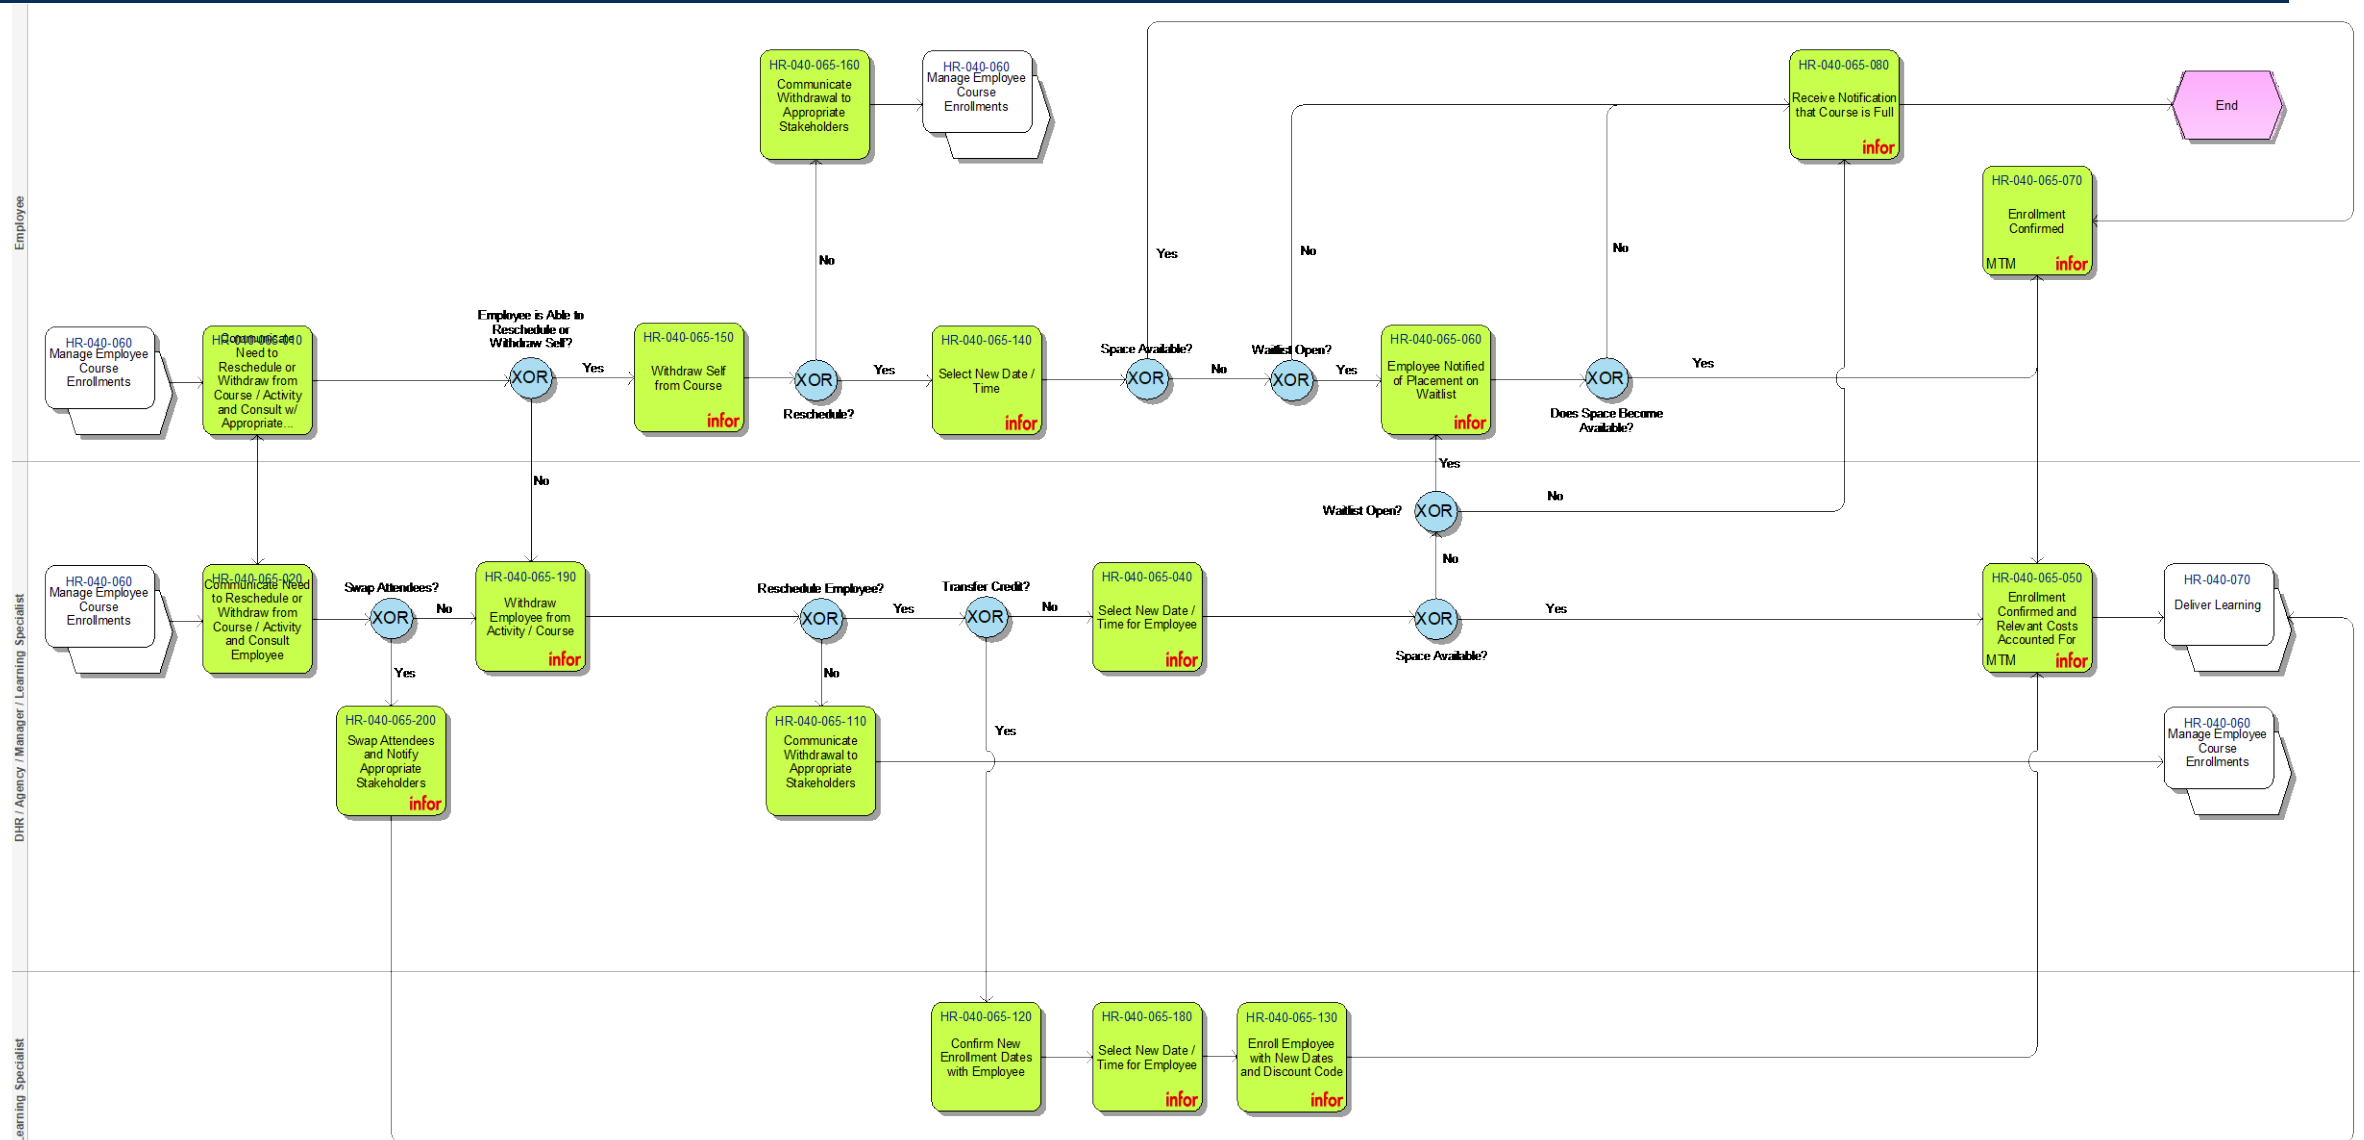 Employee
HR-040-060
Manage Employee
Course
Enrollments
HR-040-065-010
Communicate
Need to
Reschedule or
Withdraw from
Course / Activity
and Consult w/
Appropriate...
Employee is Able to
Reschedule or
Withdraw Self?
XOR
Yes
No
HR-040-065-150
Withdraw Self
from Course
infor
XOR
Reschedule?
No
Yes
HR-040-065-160
Communicate
Withdrawal to
Appropriate
Stakeholders
HR-040-060
Manage Employee
Course
Enrollments
HR-040-065-140
Select New Date /
Time
infor
Space Available?
XOR
Yes
No
Waitlist Open?
XOR
No
Yes
HR-040-065-060
Employee Notified
of Placement on
Waitlist
infor
XOR
Does Space Become
Available?
No
Yes
HR-040-065-080
Receive Notification
that Course is Full
infor
End
HR-040-065-070
Enrollment
Confirmed
MTM
infor
DHR / Agency / Manager / Learning Specialist
HR-040-060
Manage Employee
Course
Enrollments
HR-040-065-020
Communicate Need
to Reschedule or
Withdraw from
Course / Activity
and Consult
Employee
Swap Attendees?
XOR
No
Yes
HR-040-065-200
Swap Attendees
and Notify
Appropriate
Stakeholders
infor
HR-040-065-190
Withdraw
Employee from
Activity / Course
infor
Reschedule Employee?
XOR
Yes
No
HR-040-065-110
Communicate
Withdrawal to
Appropriate
Stakeholders
Transfer Credit?
XOR
No
Yes
HR-040-065-040
Select New Date /
Time for Employee
infor
Waitlist Open?
XOR
Yes
No
No
XOR
Space Available?
Yes
HR-040-065-050
Enrollment
Confirmed and
Relevant Costs
Accounted For
MTM
infor
HR-040-070
Deliver Learning
HR-040-060
Manage Employee
Course
Enrollments
Learning Specialist
HR-040-065-120
Confirm New
Enrollment Dates
with Employee
HR-040-065-180
Select New Date /
Time for Employee
infor
HR-040-065-130
Enroll Employee
with New Dates
and Discount Code
infor